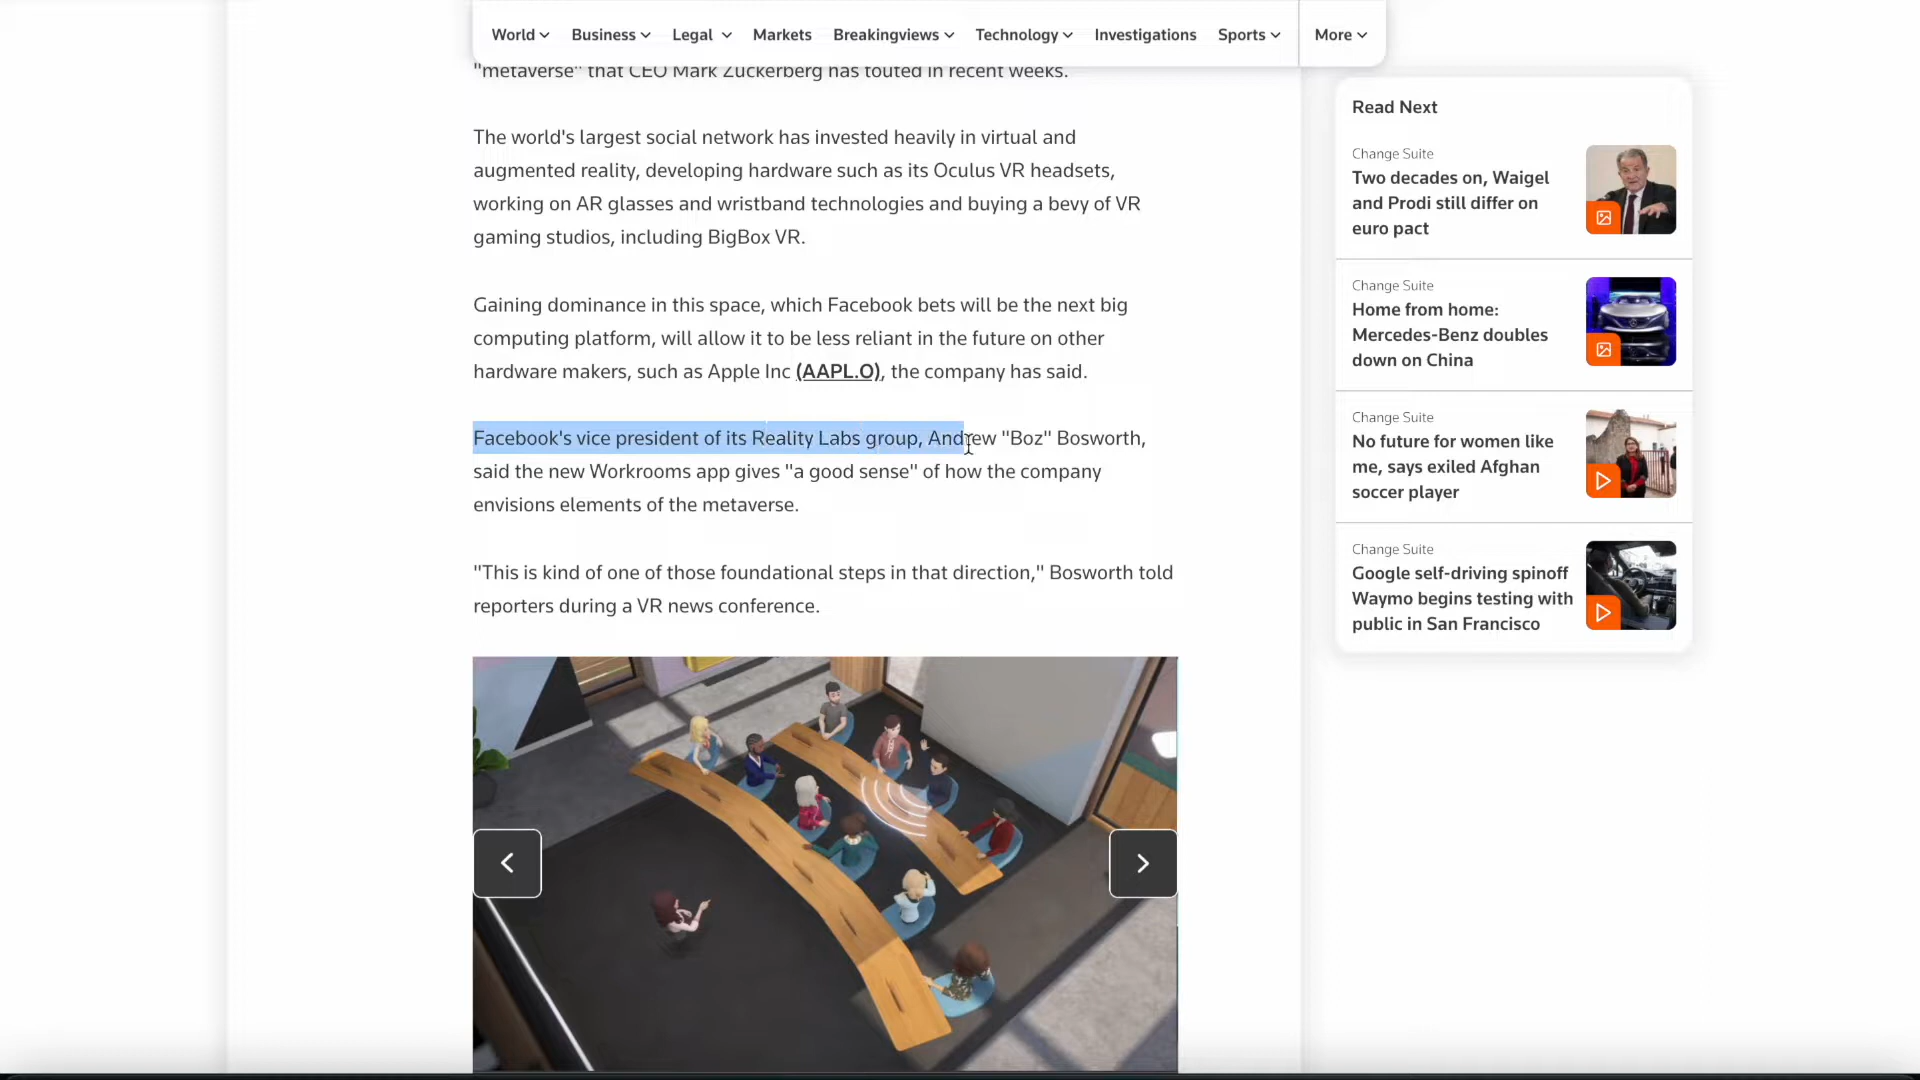 World Business Legal Markets Breakingviews Technology Investigations Sports More
"metaverse" that CEO Mark Zuckerberg has touted in recent weeks.
The world's largest social network has invested heavily in virtual and
augmented reality, developing hardware such as its Oculus VR headsets,
working on AR glasses and wristband technologies and buying a bevy of VR
gaming studios, including BigBox VR.
Gaining dominance in this space, which Facebook bets will be the next big
computing platform, will allow it to be less reliant in the future on other
hardware makers, such as Apple Inc (AAPL.O), the company has said.
Facebook's vice president of its Reality Labs group, Andrew "Boz" Bosworth,
said the new Workrooms app gives "a good sense" of how the company
envisions elements of the metaverse.
"This is kind of one of those foundational steps in that direction," Bosworth told
reporters during a VR news conference.
Read Next
Change Suite
Two decades on, Waigel
and Prodi still differ on
euro pact
Change Suite
Home from home:
Mercedes-Benz doubles
down on China
Change Suite
No future for women like
me, says exiled Afghan
soccer player
Change Suite
Google self-driving spinoff
Waymo begins testing with
public in San Francisco